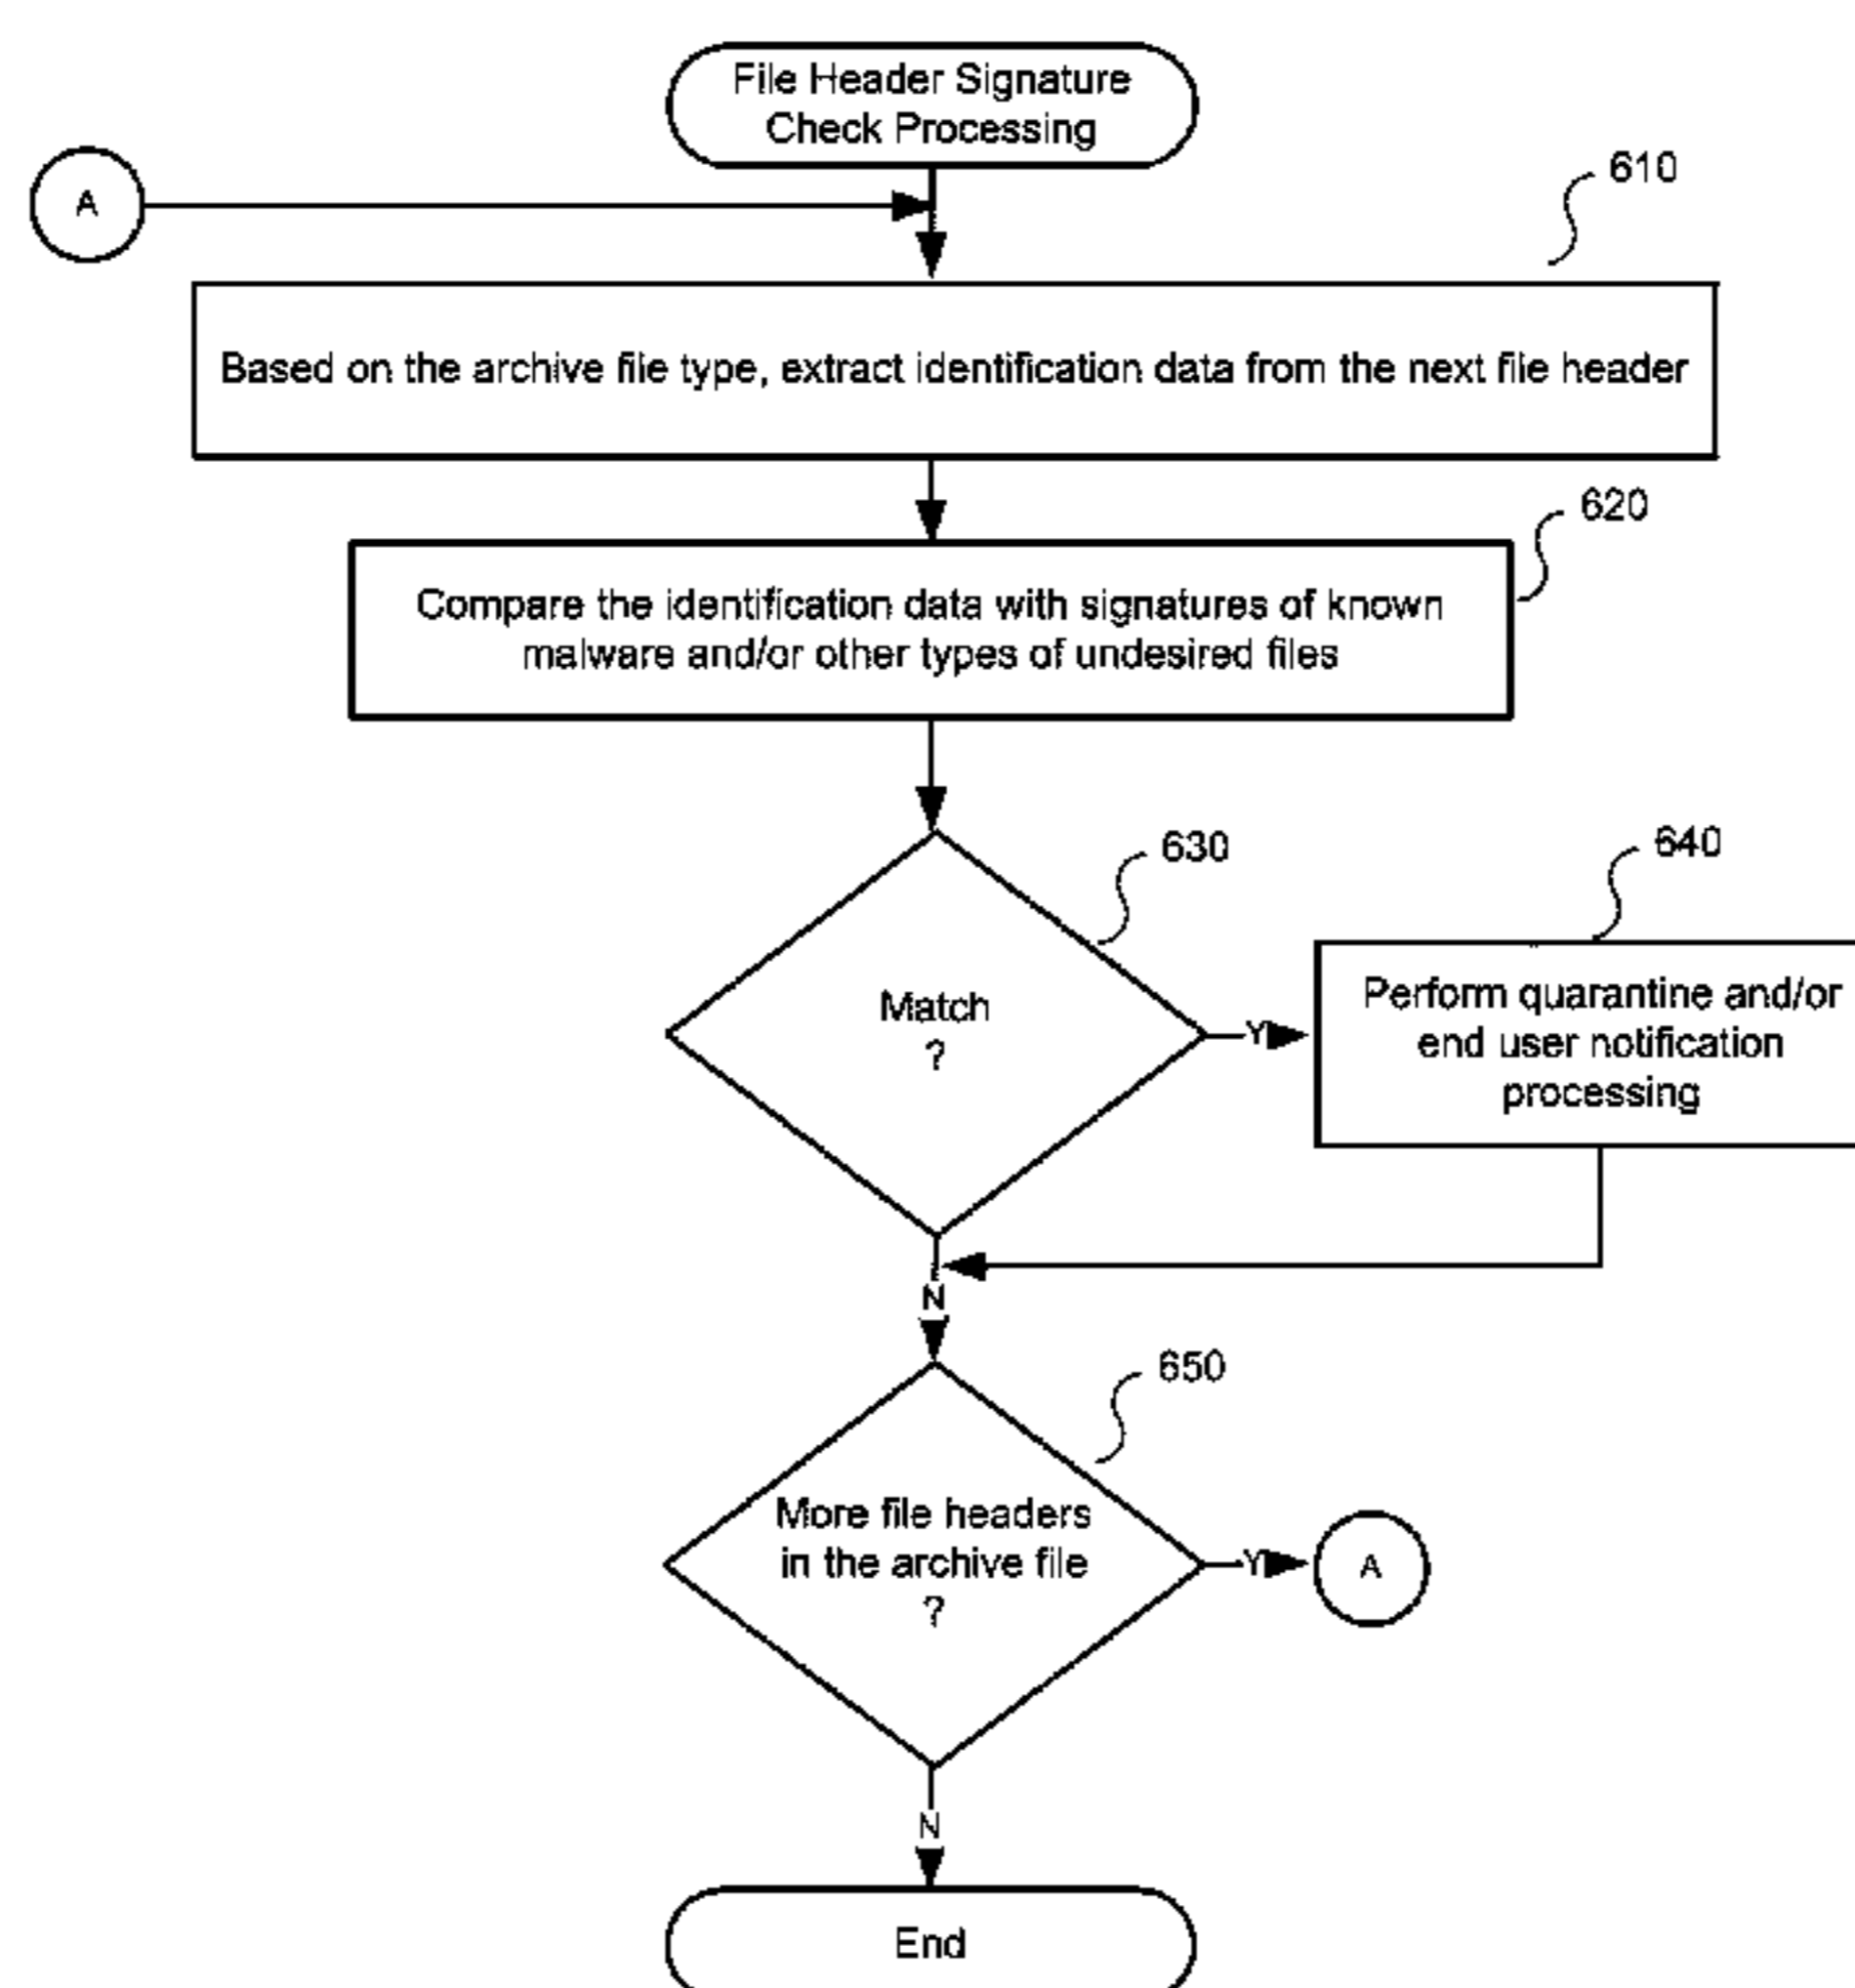 File Header Signature
Check Processing
A
610
Based on the archive file type, extract identification data from the next file header
620
Compare the identification data with signatures of known
malware and/or other types of undesired files
630
Match
?
Y
640
Perform quarantine and/or
end user notification
processing
N
650
More file headers
in the archive file
?
Y
A
N
End